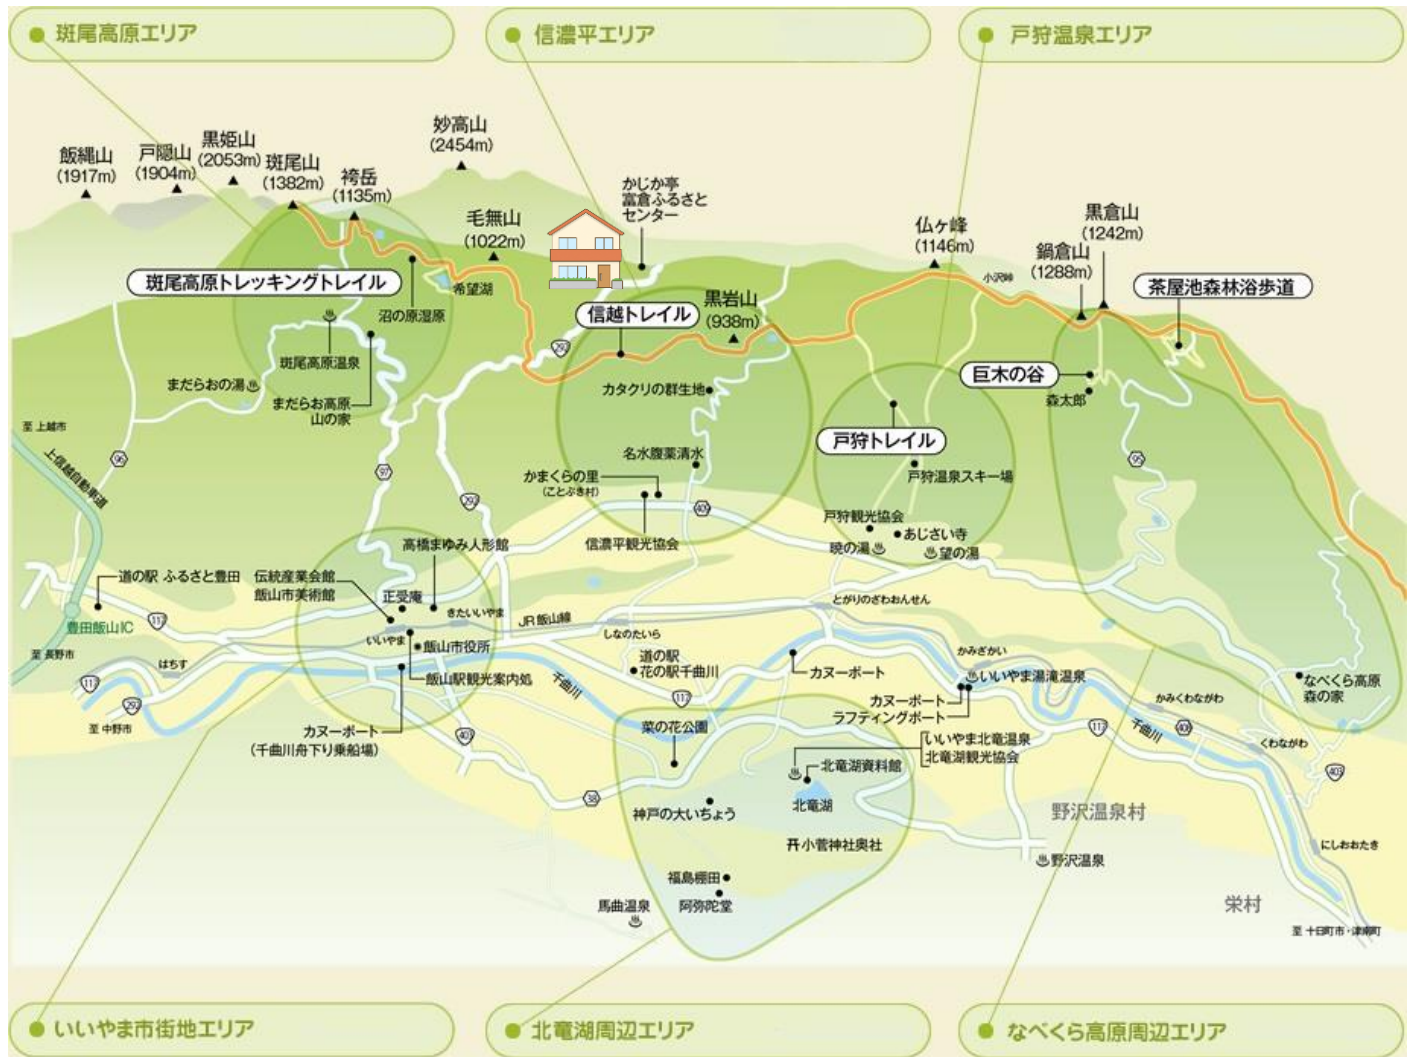 斑尾高原エリア
信濃平エリア
戸狩温泉エリア
飯縄山
(1917m)
戸隠山
(1904m)
黒姫山
(2053m)
斑尾山
(1382m)
袴岳
(1135m)
妙高山
(2454m)
毛無山
(1022m)
かじか亭
富倉ふるさと
センター
仏ヶ峰
(1146m)
小沢峠
鍋倉山
(1288m)
黒倉山
(1242m)
茶屋池森林浴歩道
斑尾高原トレッキングトレイル
希望湖
沼の原湿原
信越トレイル
黒岩山
(938m)
292
斑尾高原温泉
まだらおの湯
まだらお高原
山の家
カタクリの群生地
巨木の谷
森太郎
戸狩トレイル
戸狩温泉スキー場
至 上越市
上信越自動車道
96
97
292
名水腹薬清水
かまくらの里
(ことぶき村)
409
95
戸狩観光協会
あじさい寺
暁の湯
望の湯
信濃平観光協会
高橋まゆみ人形館
道の駅 ふるさと豊田
伝統産業会館
飯山市美術館
正受庵
きたいいやま
JR飯山線
とがりのざわおんせん
117
豊田飯山IC
いいやま
飯山市役所
しなのたいら
至 長野市
はちす
飯山駅観光案内処
道の駅
花の駅千曲川
カヌーポート
かみざかい
いいやま湯滝温泉
なべくら高原
森の家
117
292
千曲川
117
カヌーポート
ラフティングポート
かみくわながわ
至 中野市
カヌーポート
(千曲川舟下り乗船場)
403
菜の花公園
いいやま北竜温泉
北竜湖観光協会
117
千曲川
408
くわながわ
北竜湖資料館
403
38
神戸の大いちょう
北竜湖
野沢温泉村
小菅神社奥社
野沢温泉
にしおおたき
福島棚田
阿弥陀堂
馬曲温泉
栄村
至 十日町市・津南町
いいやま市街地エリア
北竜湖周辺エリア
なべくら高原周辺エリア